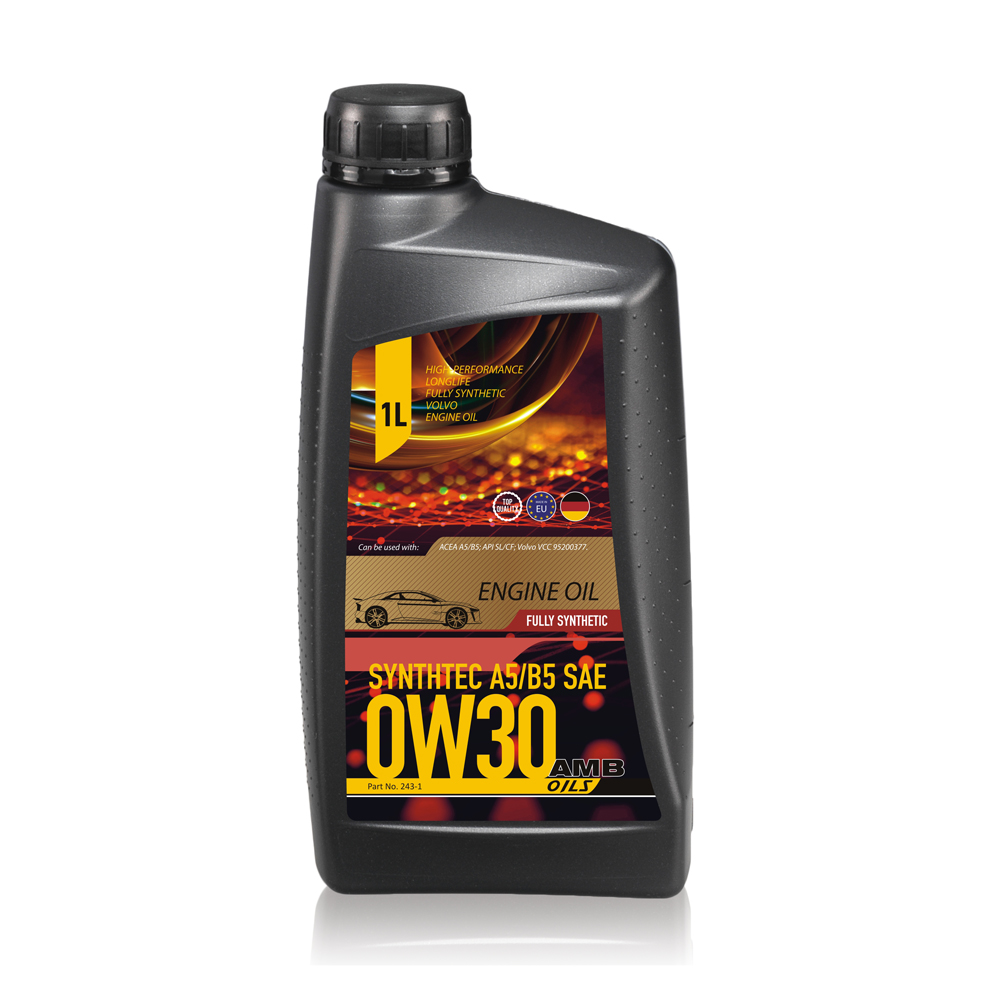 HIGH PERFORMANCE
LONGLIFE
FULLY SYNTHETIC
VOLVO
ENGINE OIL
1L
TOP
QUALITY
MADE IN
EU
Can be used with: ACEA A5/B5; API SL/CF; Volvo VCC 95200377.
ENGINE OIL
FULLY SYNTHETIC
SYNTHTEC A5/B5 SAE
0W30
AMB
OILS
Part No. 243-1